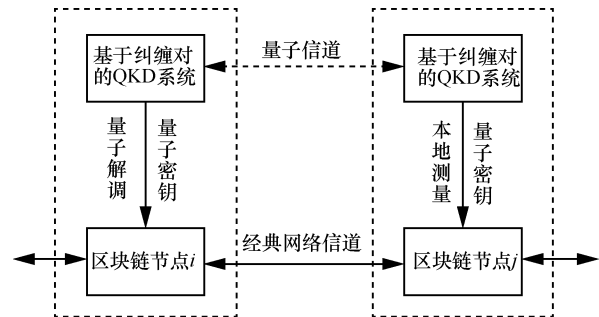 基于纠缠对
的QKD系统
量子信道
基于纠缠对
的QKD系统
量子解调
量子密钥
本地测量
量子密钥
区块链节点i
经典网络信道
区块链节点j